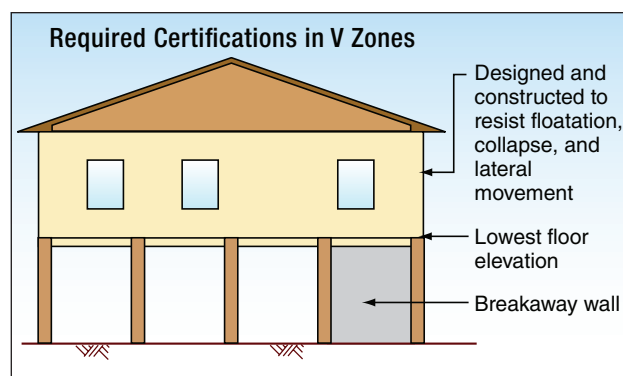 Required Certifications in V Zones
Designed and
constructed to
resist floatation,
collapse, and
lateral
movement
Lowest floor
elevation
Breakaway wall